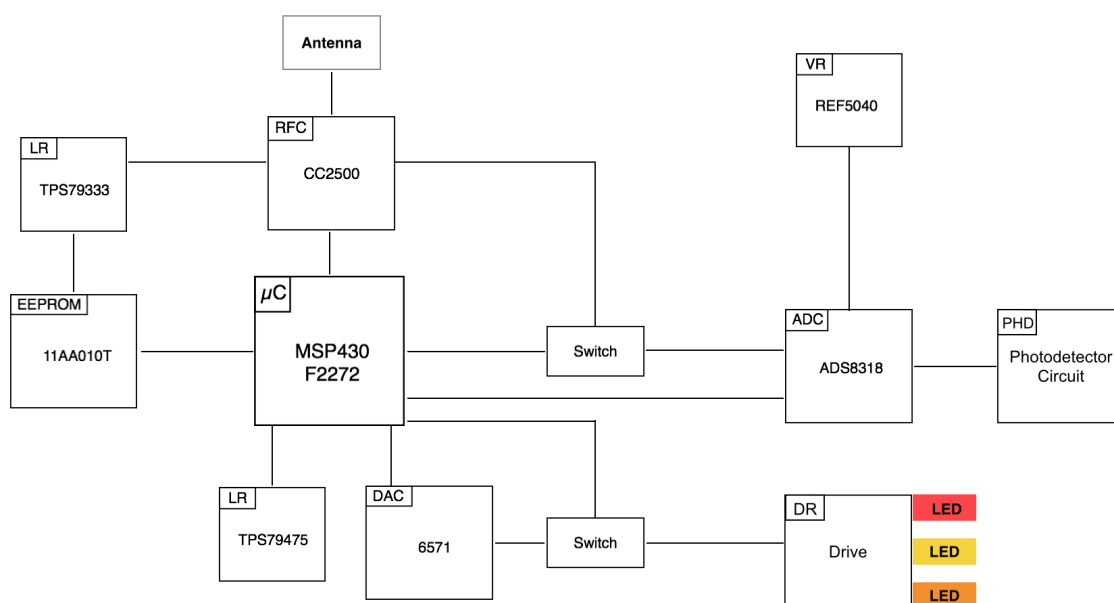 Antenna
VR
REF5040
RFC
CC2500
LR
TPS79333
EEPROM
11AA010T
µC
MSP430
F2272
Switch
ADC
ADS8318
PHD
Photodetector
Circuit
LR
TPS79475
DAC
6571
Switch
DR
Drive
LED
LED
LED